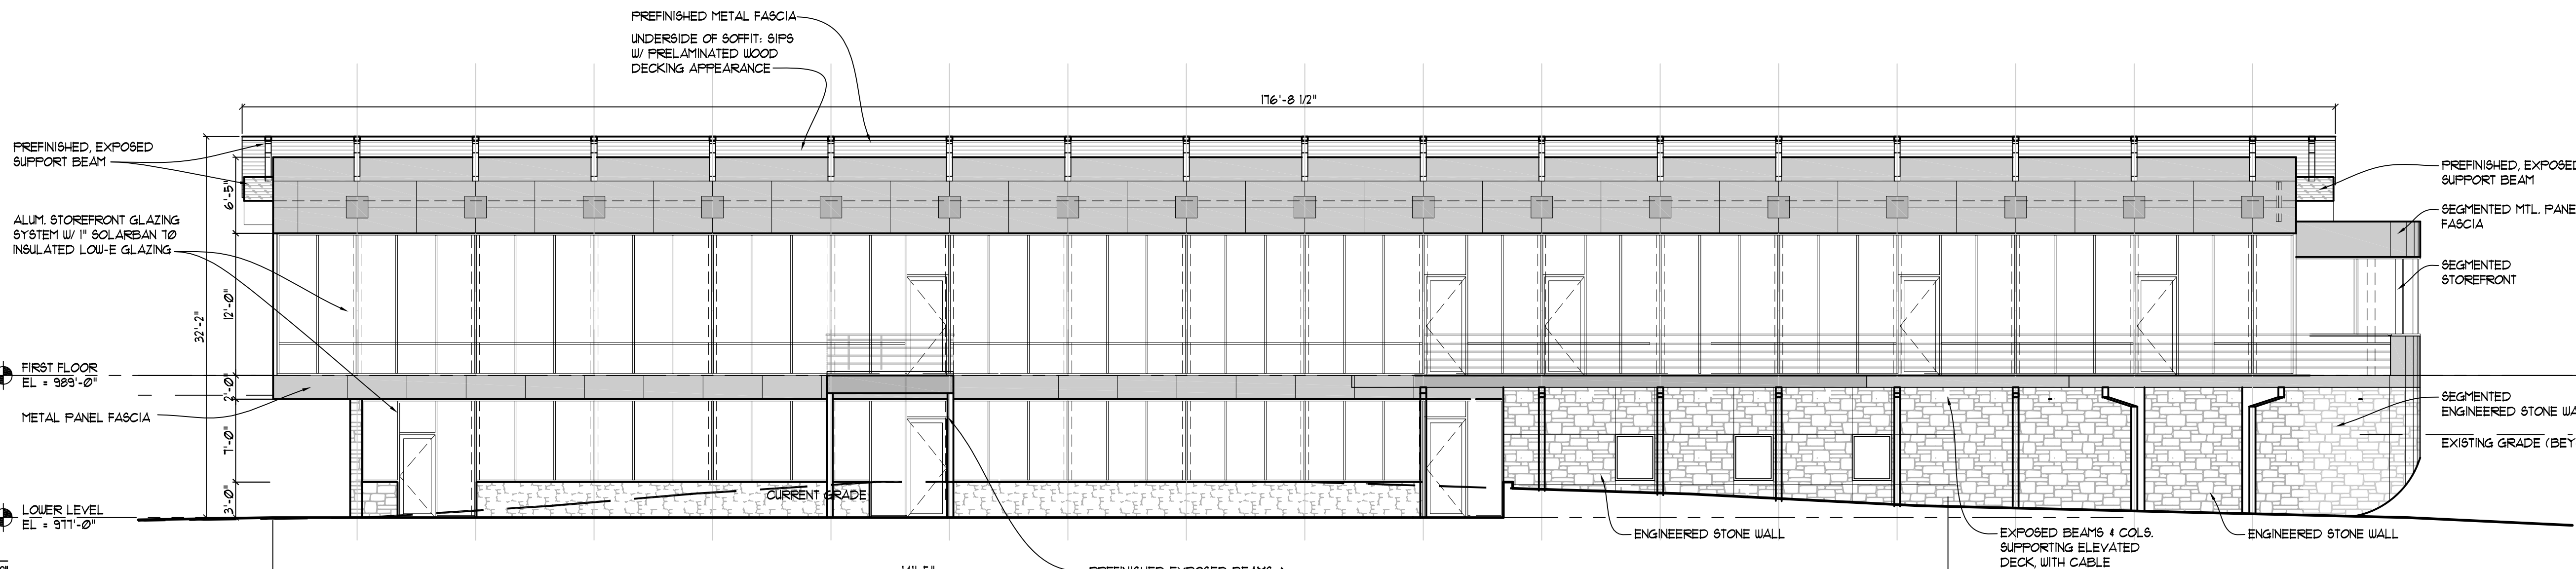 PREFINISHED METAL FASCIA
UNDERSIDE OF SOFFIT: SIPS
W/ PRELAMINATED WOOD
DECKING APPEARANCE
176'-8 1/2"
PREFINISHED, EXPOSED
SUPPORT BEAM
ALUM. STOREFRONT GLAZING
SYSTEM W/ 1" SOLARBAN 70
INSULATED LOW-E GLAZING
6'-5"
12'-0"
32'-2"
2'-0"
7'-0"
3'-0"
FIRST FLOOR
EL = 989'-0"
METAL PANEL FASCIA
LOWER LEVEL
EL = 977'-0"
CURRENT GRADE
PREFINISHED, EXPOSED
SUPPORT BEAM
SEGMENTED MTL. PANE
FASCIA
SEGMENTED
STOREFRONT
SEGMENTED
ENGINEERED STONE WA
EXISTING GRADE (BEY
ENGINEERED STONE WALL
EXPOSED BEAMS & COLS.
SUPPORTING ELEVATED
DECK, WITH CABLE
ENGINEERED STONE WALL
PREFINISHED EXPOSED BEAMS &